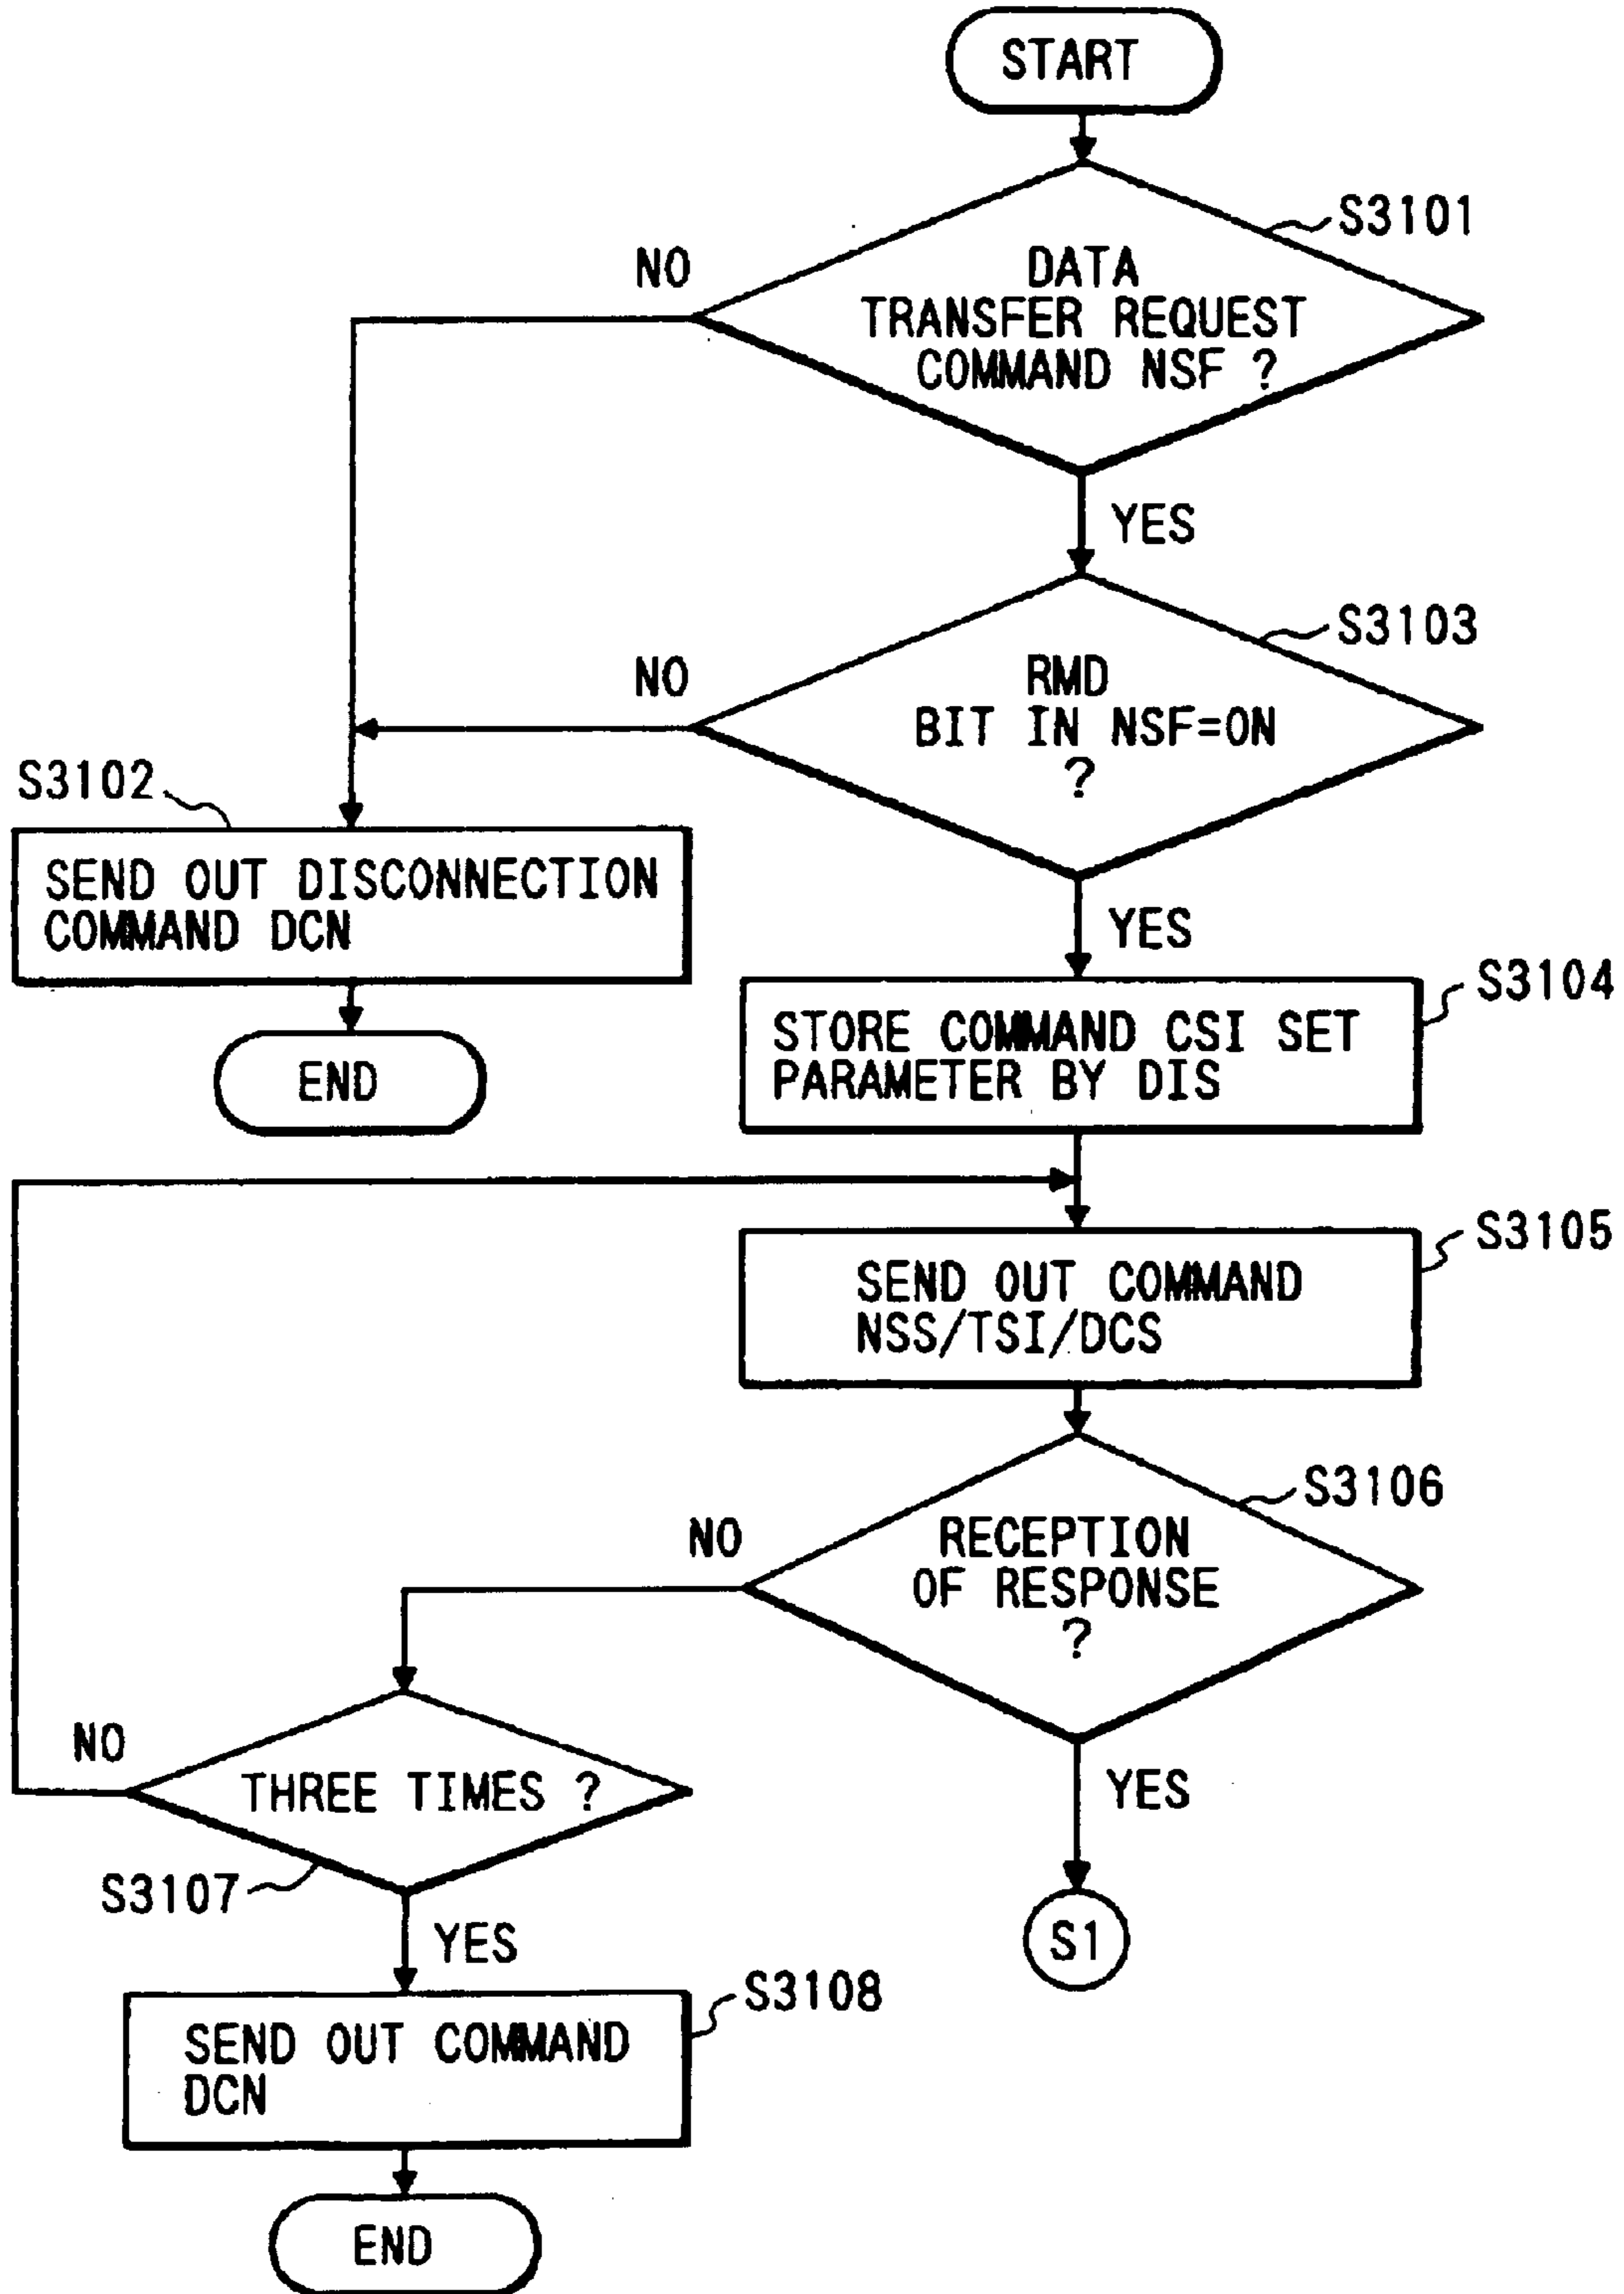 START
S3101
NO
DATA
TRANSFER REQUEST
COMMAND NSF ?
YES
S3103
NO
RMD
BIT IN NSF=ON
?
S3102
SEND OUT DISCONNECTION
COMMAND DCN
YES
S3104
END
STORE COMMAND CSI SET
PARAMETER BY DIS
S3105
SEND OUT COMMAND
NSS/TSI/DCS
S3106
NO
RECEPTION
OF RESPONSE
?
NO
THREE TIMES ?
YES
S3107
YES
S1
S3108
SEND OUT COMMAND
DCN
END